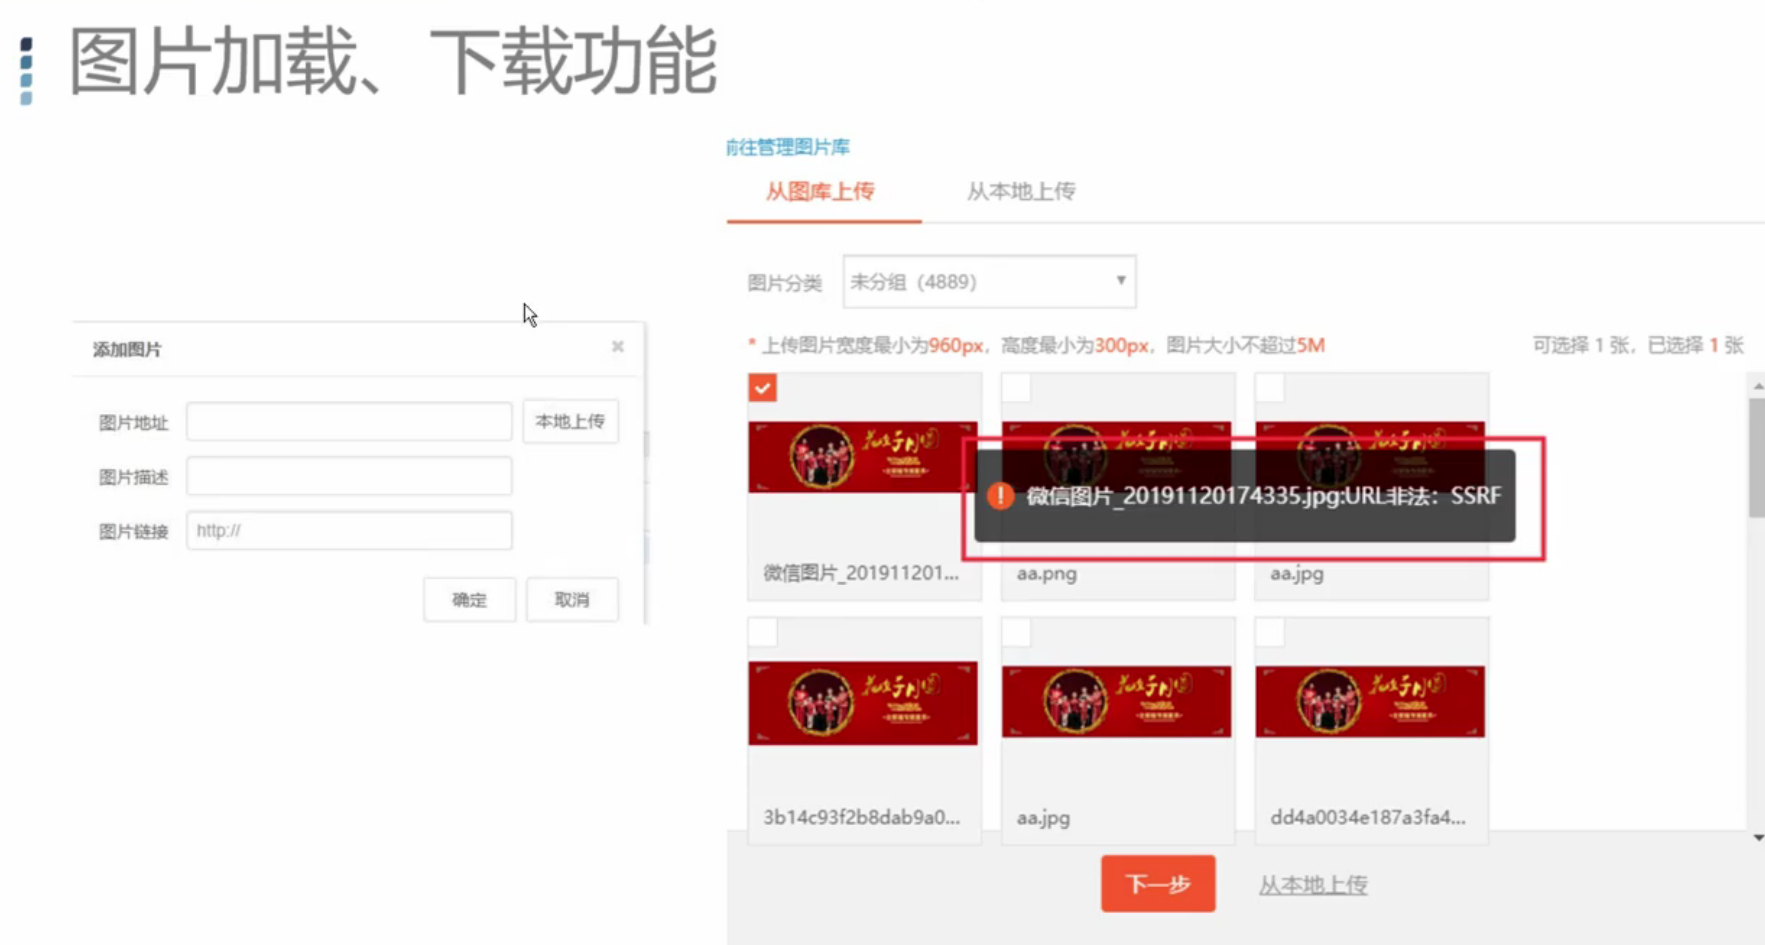 图片加载、下载功能
前往管理图片库
从图库上传
从本地上传
图片分类
未分组（4889）
* 上传图片宽度最小为960px，高度最小为300px，图片大小不超过5M
可选择 1 张，已选择 1 张
添加图片
图片地址
本地上传
图片描述
图片链接
http://
确定
取消
微信图片_20191120174335.jpg:URL非法：SSRF
微信图片_201911201...
aa.png
aa.jpg
3b14c93f2b8dab9a0...
aa.jpg
dd4a0034e187a3fa4...
下一步
从本地上传